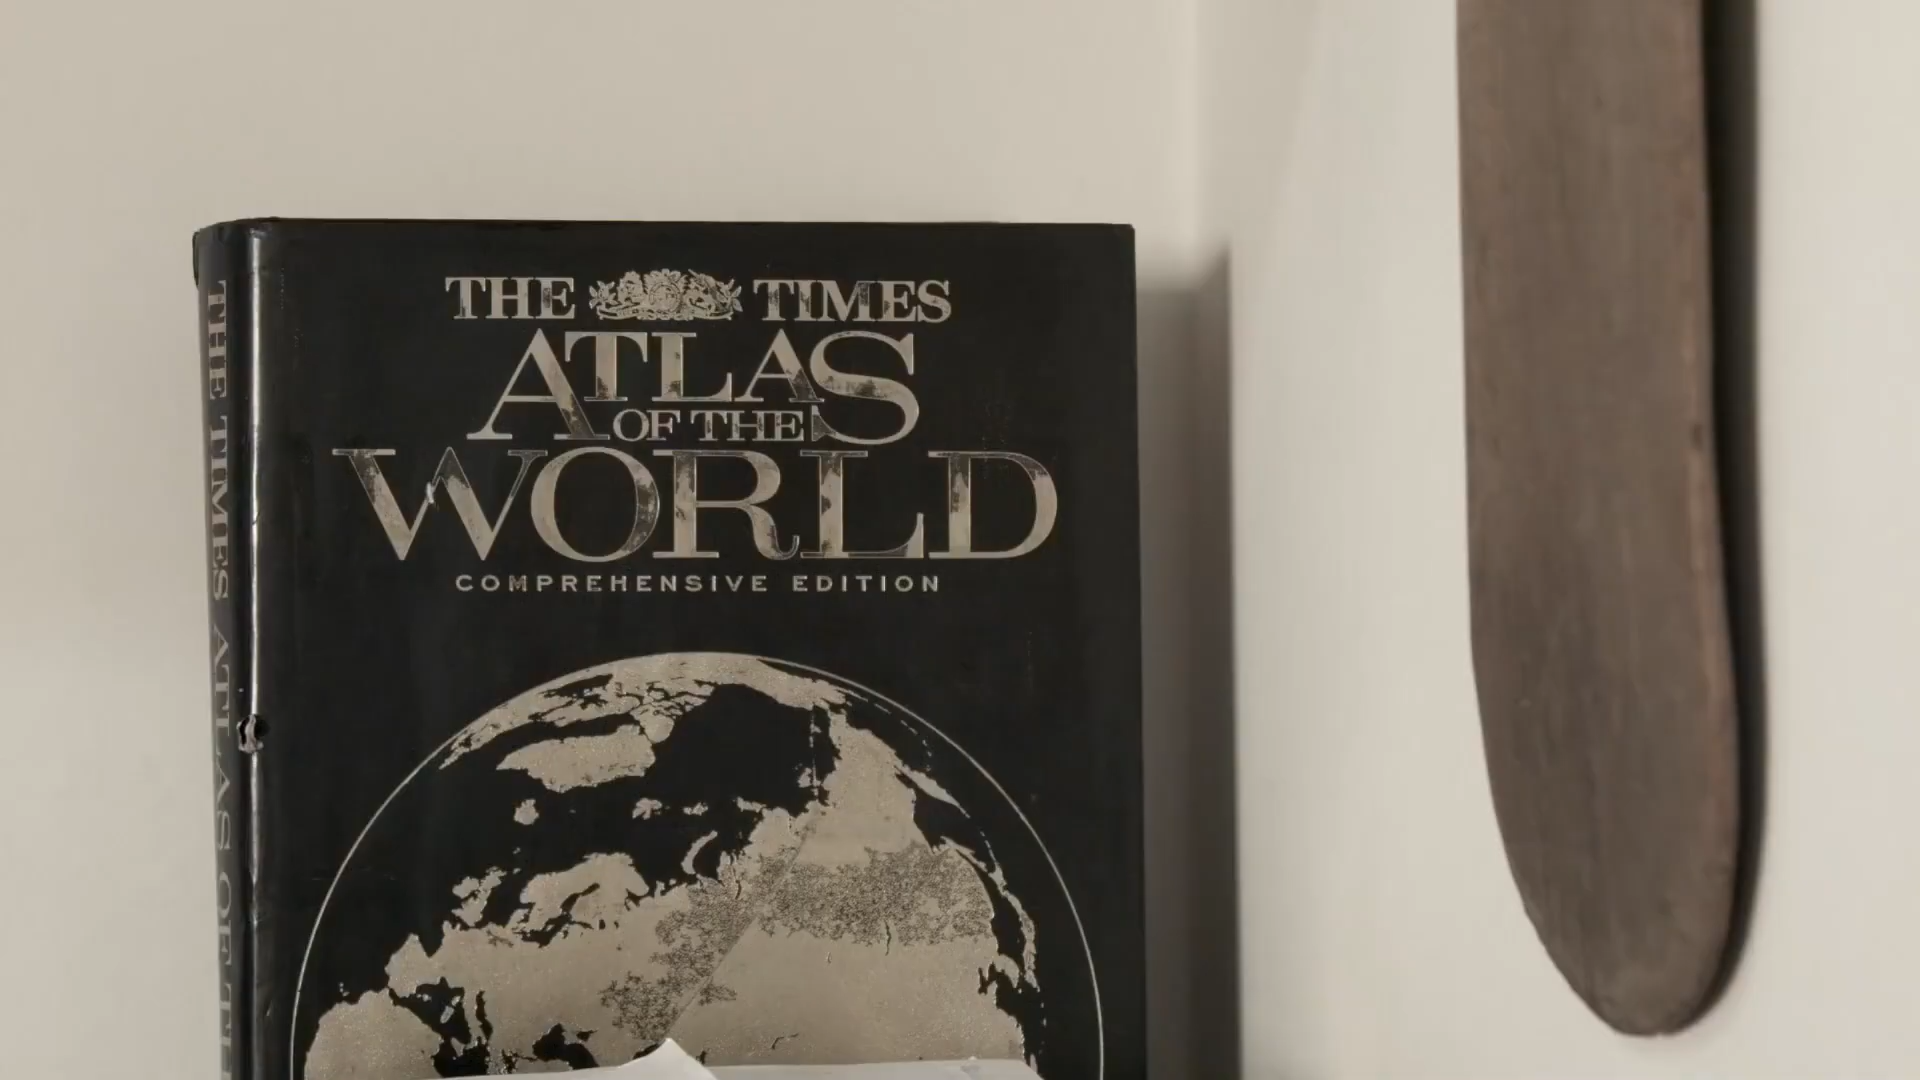 THE TIMES
ATLAS
OF THE
WORLD
COMPREHENSIVE EDITION
THE TIMES ATLAS OF THE